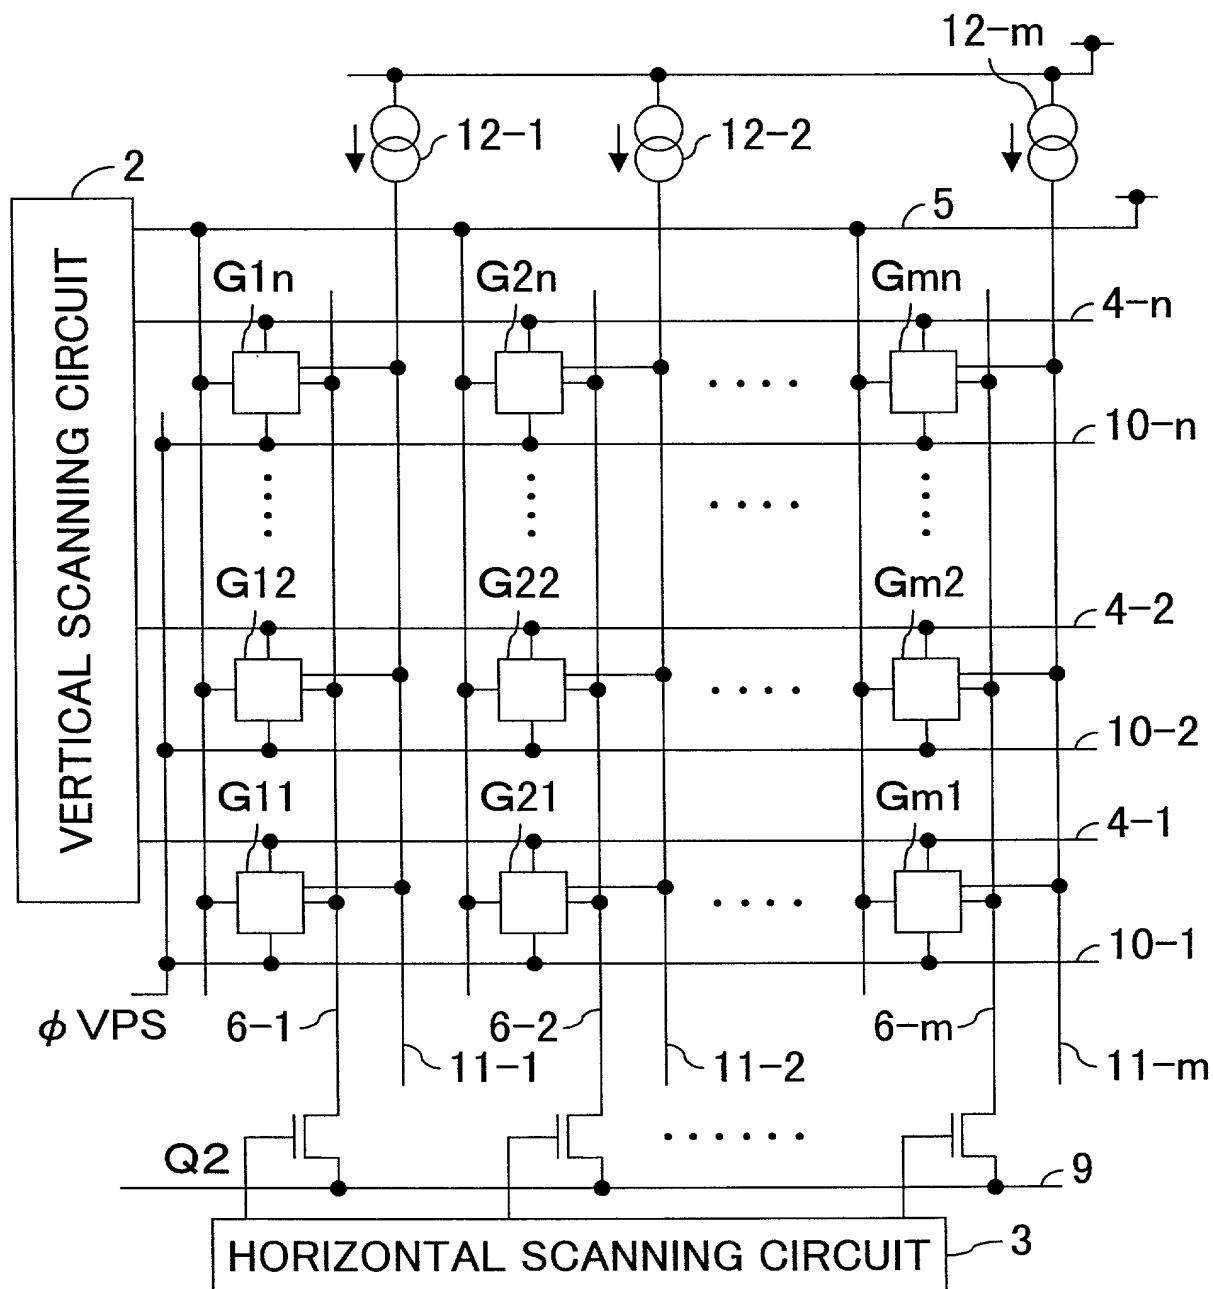 12-m
12-1
12-2
2
5
VERTICAL SCANNING CIRCUIT
G1n
G2n
Gmn
4-n
10-n
G12
G22
Gm2
4-2
10-2
G11
G21
Gm1
4-1
10-1
φVPS
6-1
6-2
6-m
11-1
11-2
11-m
Q2
9
HORIZONTAL SCANNING CIRCUIT
3